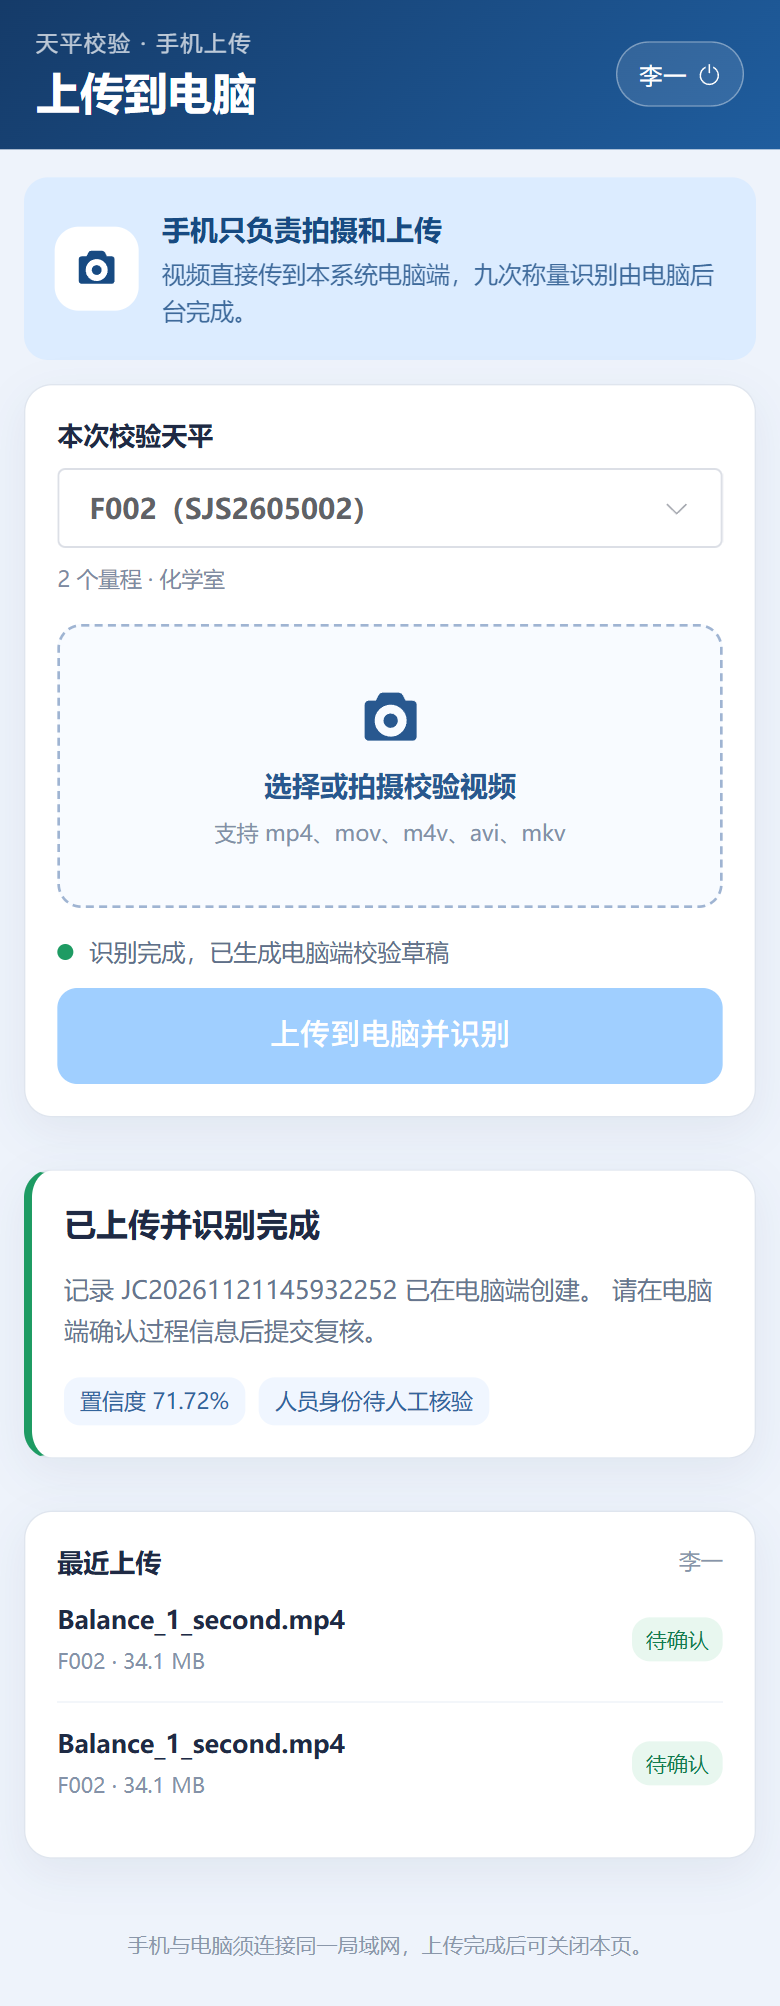 天平校验 · 手机上传
上传到电脑
李一
手机只负责拍摄和上传
视频直接传到本系统电脑端，九次称量识别由电脑后
台完成。
本次校验天平
F002（SJS2605002）
2 个量程 · 化学室
选择或拍摄校验视频
支持 mp4、mov、m4v、avi、mkv
识别完成，已生成电脑端校验草稿
上传到电脑并识别
已上传并识别完成
记录 JC20261121145932252 已在电脑端创建。 请在电脑
端确认过程信息后提交复核。
置信度 71.72%
人员身份待人工核验
最近上传
李一
Balance_1_second.mp4
F002 · 34.1 MB
待确认
Balance_1_second.mp4
F002 · 34.1 MB
待确认
手机与电脑须连接同一局域网，上传完成后可关闭本页。